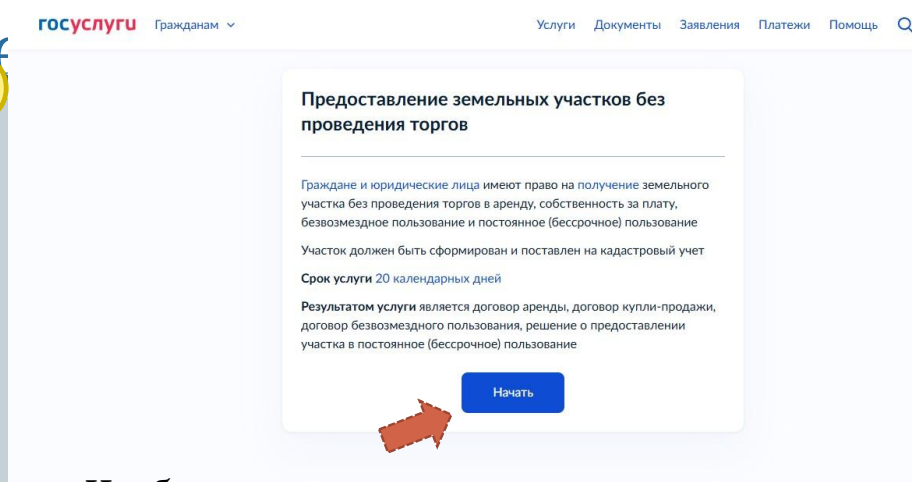 госуслуги Гражданам Услуги Документы Заявления Платежи Помощь
Предоставление земельных участков без
проведения торгов
Граждане и юридические лица имеют право на получение земельного
участка без проведения торгов в аренду, собственность за плату,
безвозмездное пользование и постоянное (бессрочное) пользование
Участок должен быть сформирован и поставлен на кадастровый учет
Срок услуги 20 календарных дней
Результатом услуги является договор аренды, договор купли-продажи,
договор безвозмездного пользования, решение о предоставлении
участка в постоянное (бессрочное) пользование
Начать